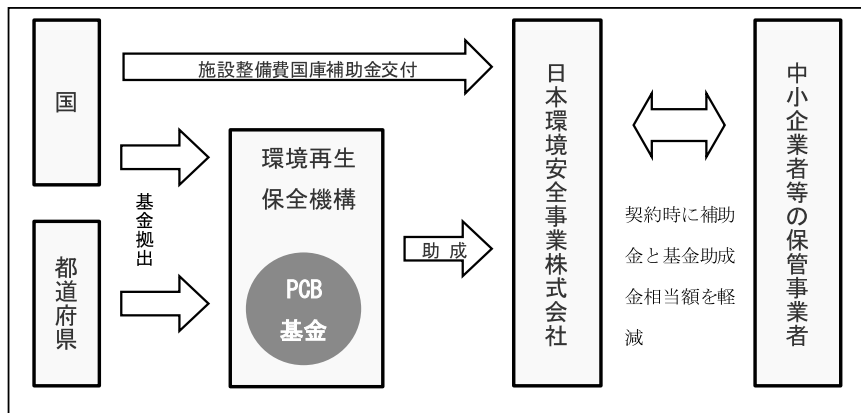 国
都道府県
施設整備費国庫補助金交付
基金拠出
環境再生
保全機構
PCB
基金
助 成
日本環境安全事業株式会社
契約時に補助
金と基金助成
金相当額を軽
減
中小企業者等の保管事業者